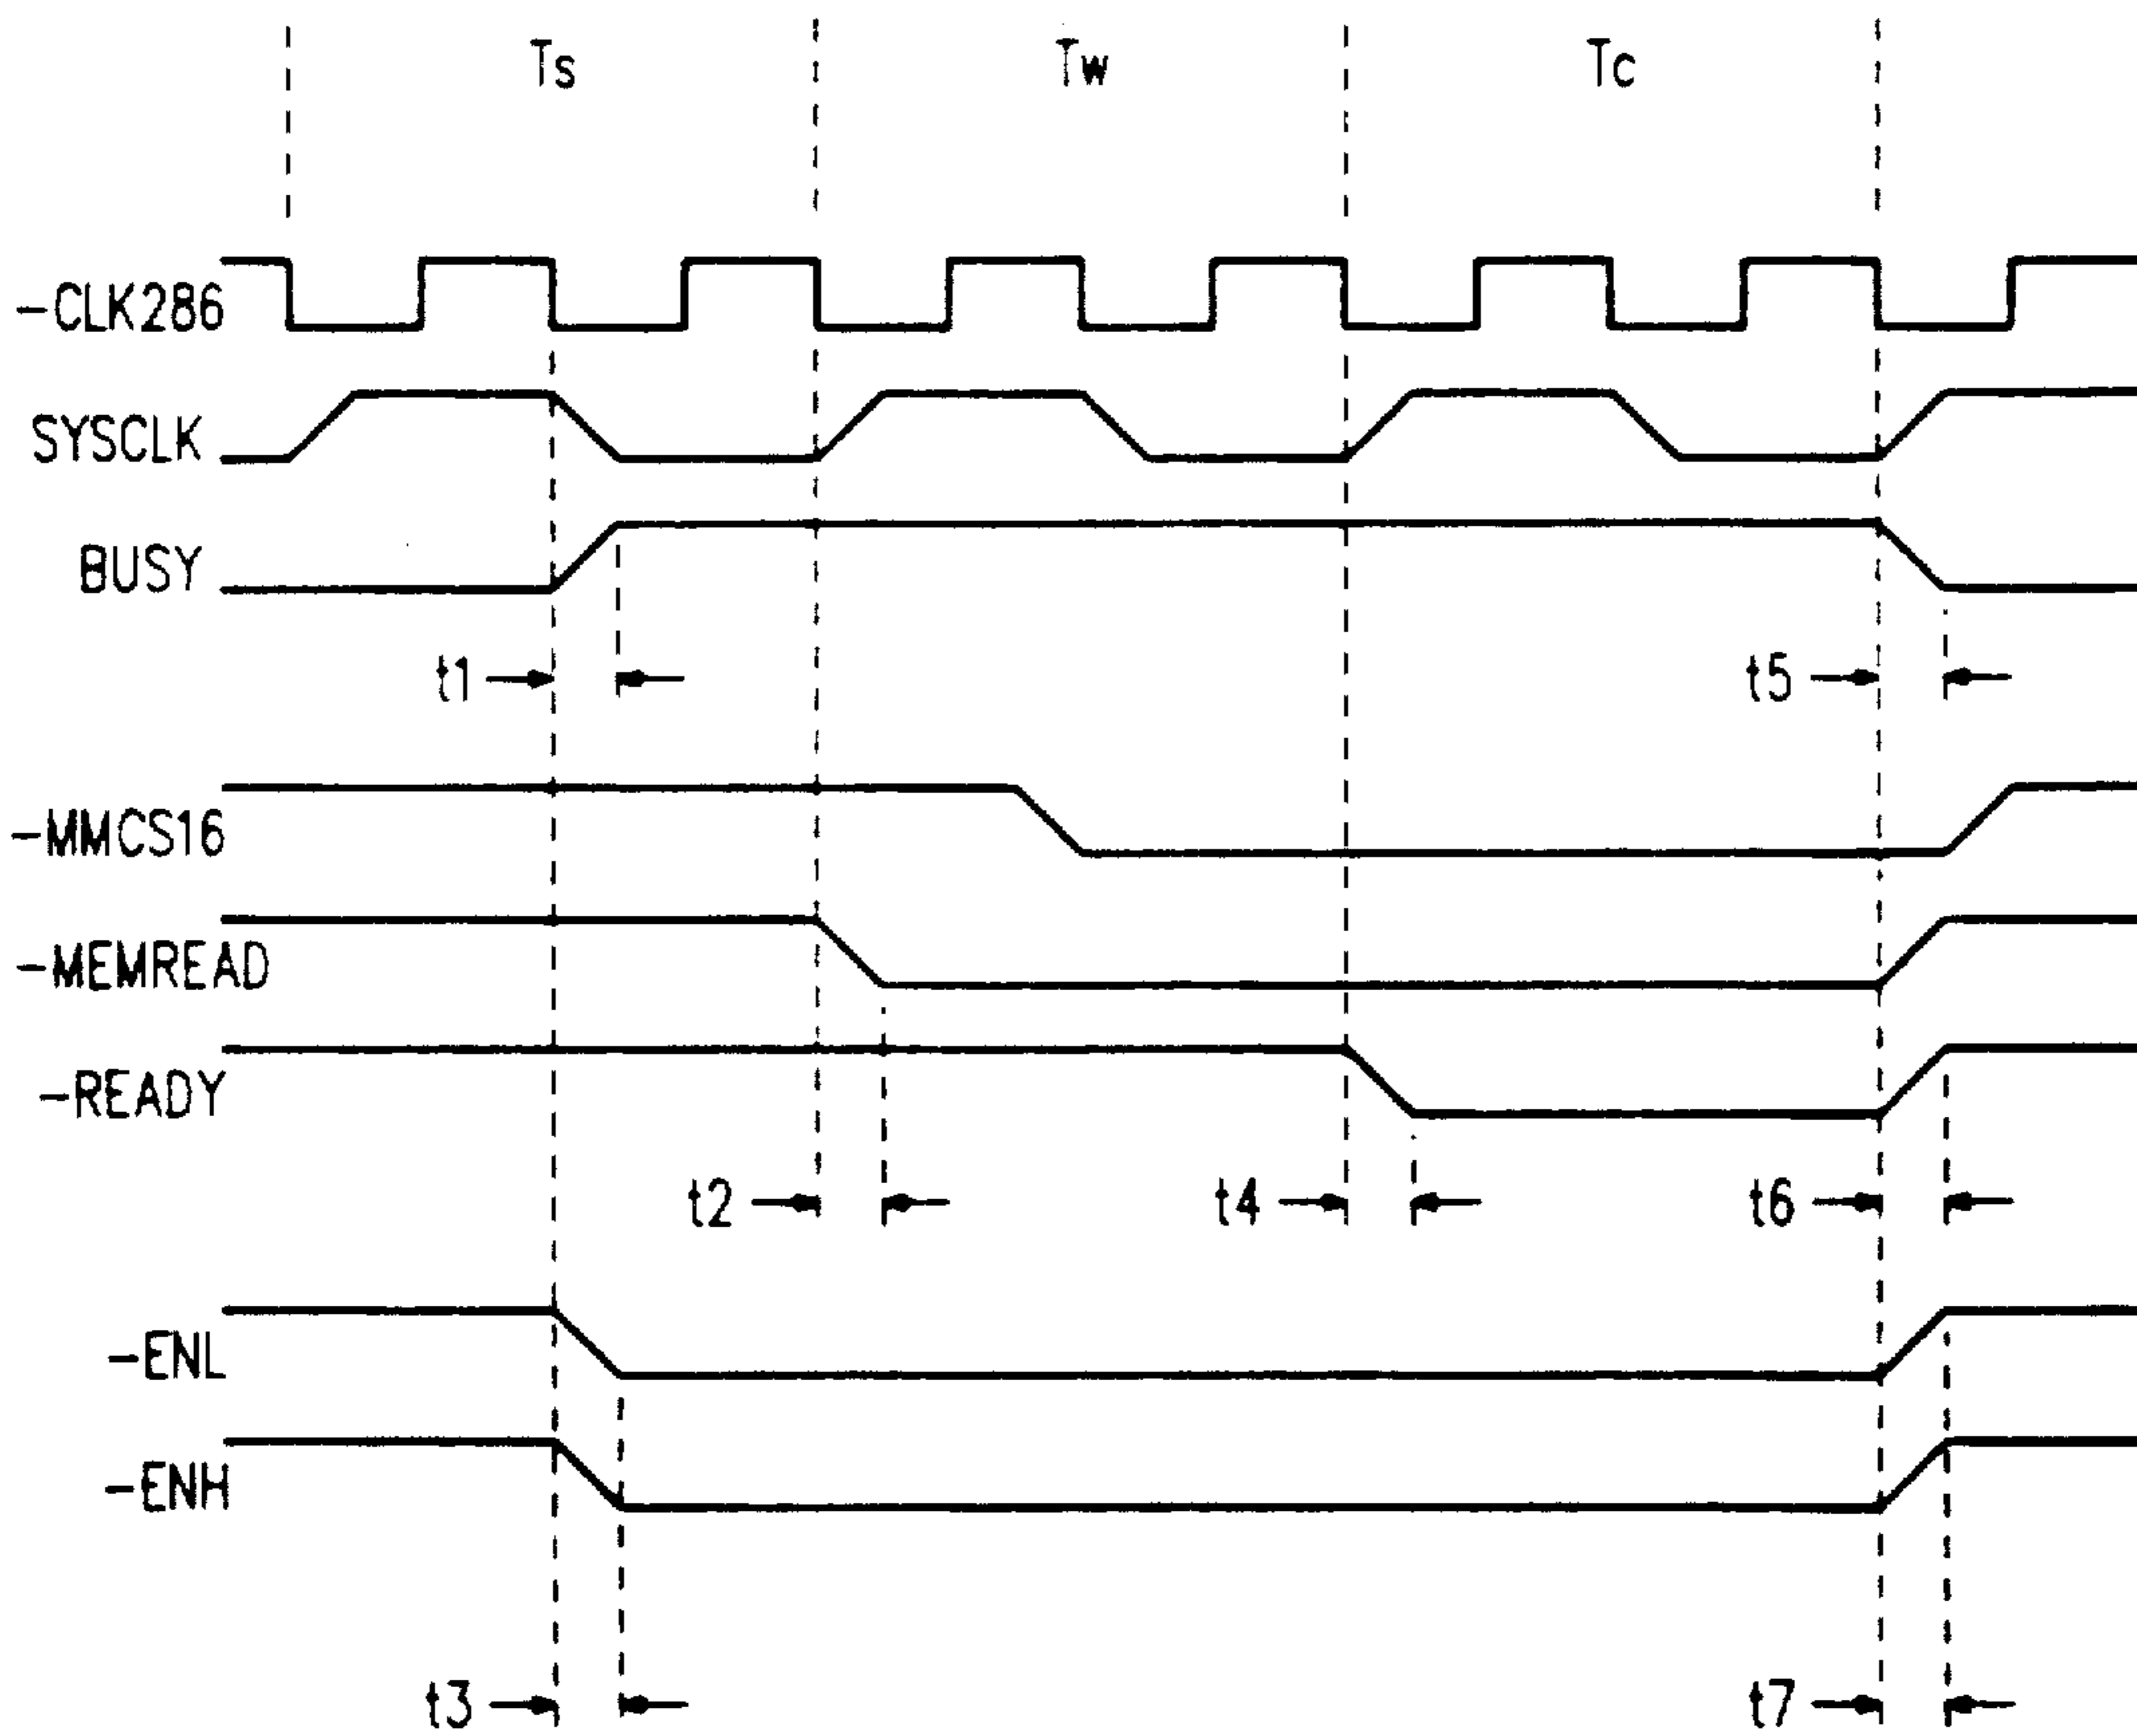 Ts Tw Tc
-CLK286
SYSCLK
BUSY
t1 t5
-MMCS16
-MEMREAD
-READY
t2 t4 t6
-ENL
-ENH
t3 t7